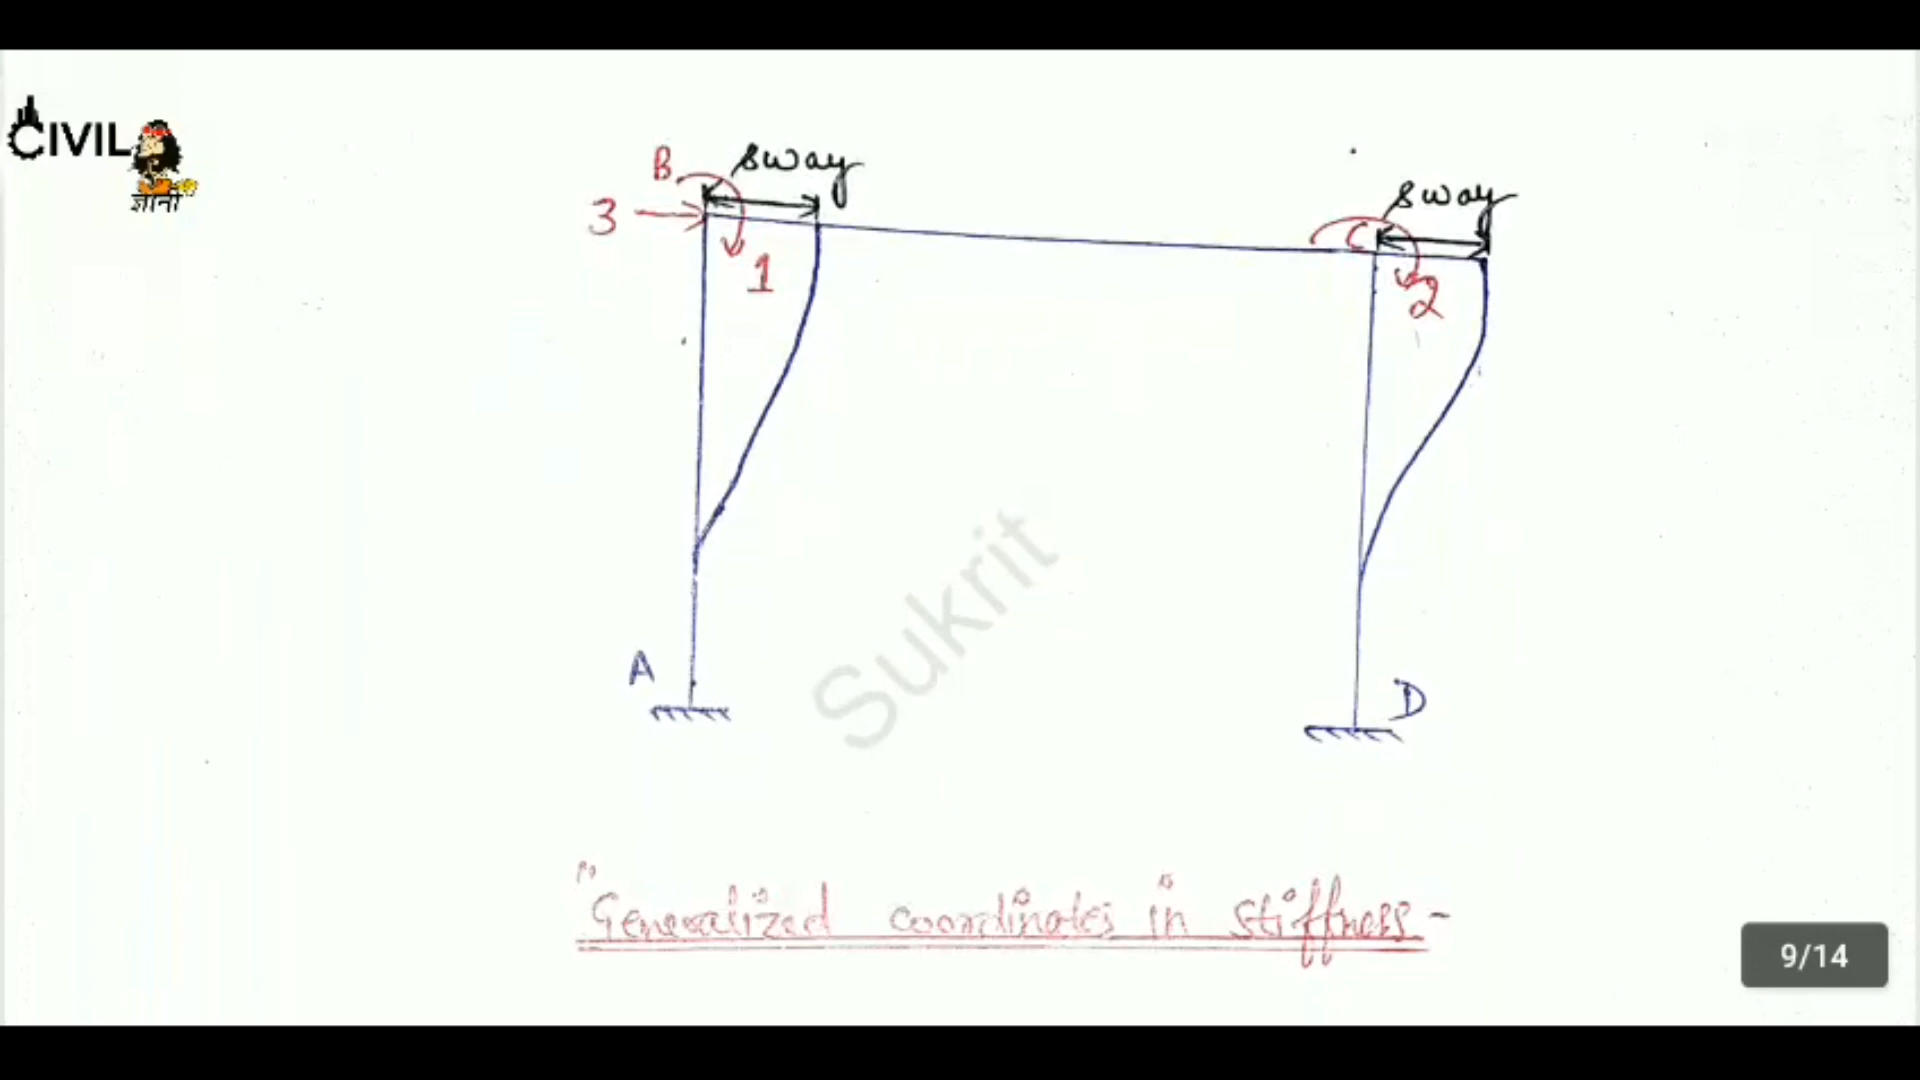 CIVIL
ज्ञानी
B
sway
3
1
sway
C
2
Sukrit
A
D
"Generalized coordinates in stiffness-
9/14